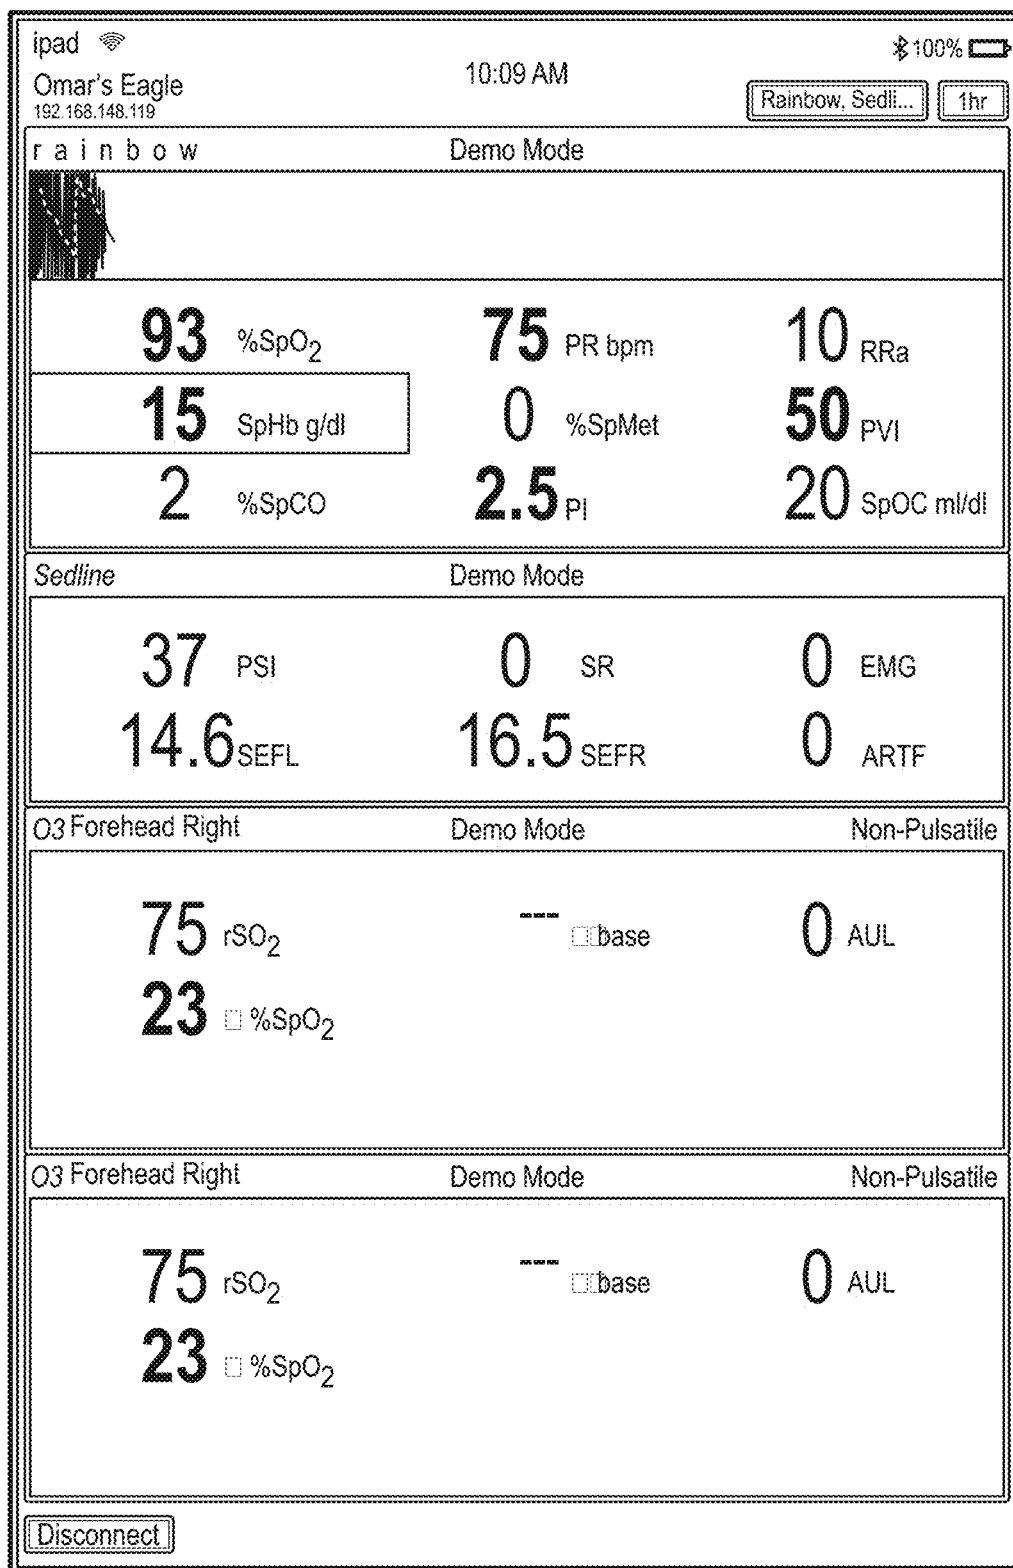 ipad
100%
10:09 AM
Omar's Eagle
192.168.148.119
Rainbow, Sedli...
1hr
rainbow Demo Mode
93 %SpO2 75 PR bpm 10 RRa
15 SpHb g/dl 0 %SpMet 50 PVI
2 %SpCO 2.5 PI 20 SpOC ml/dl
Sedline Demo Mode
37 PSI 0 SR 0 EMG
14.6 SEFL 16.5 SEFR 0 ARTF
O3 Forehead Right Demo Mode Non-Pulsatile
75 rSO2 --- □□base 0 AUL
23 □ %SpO2
O3 Forehead Right Demo Mode Non-Pulsatile
75 rSO2 --- □□base 0 AUL
23 □ %SpO2
Disconnect